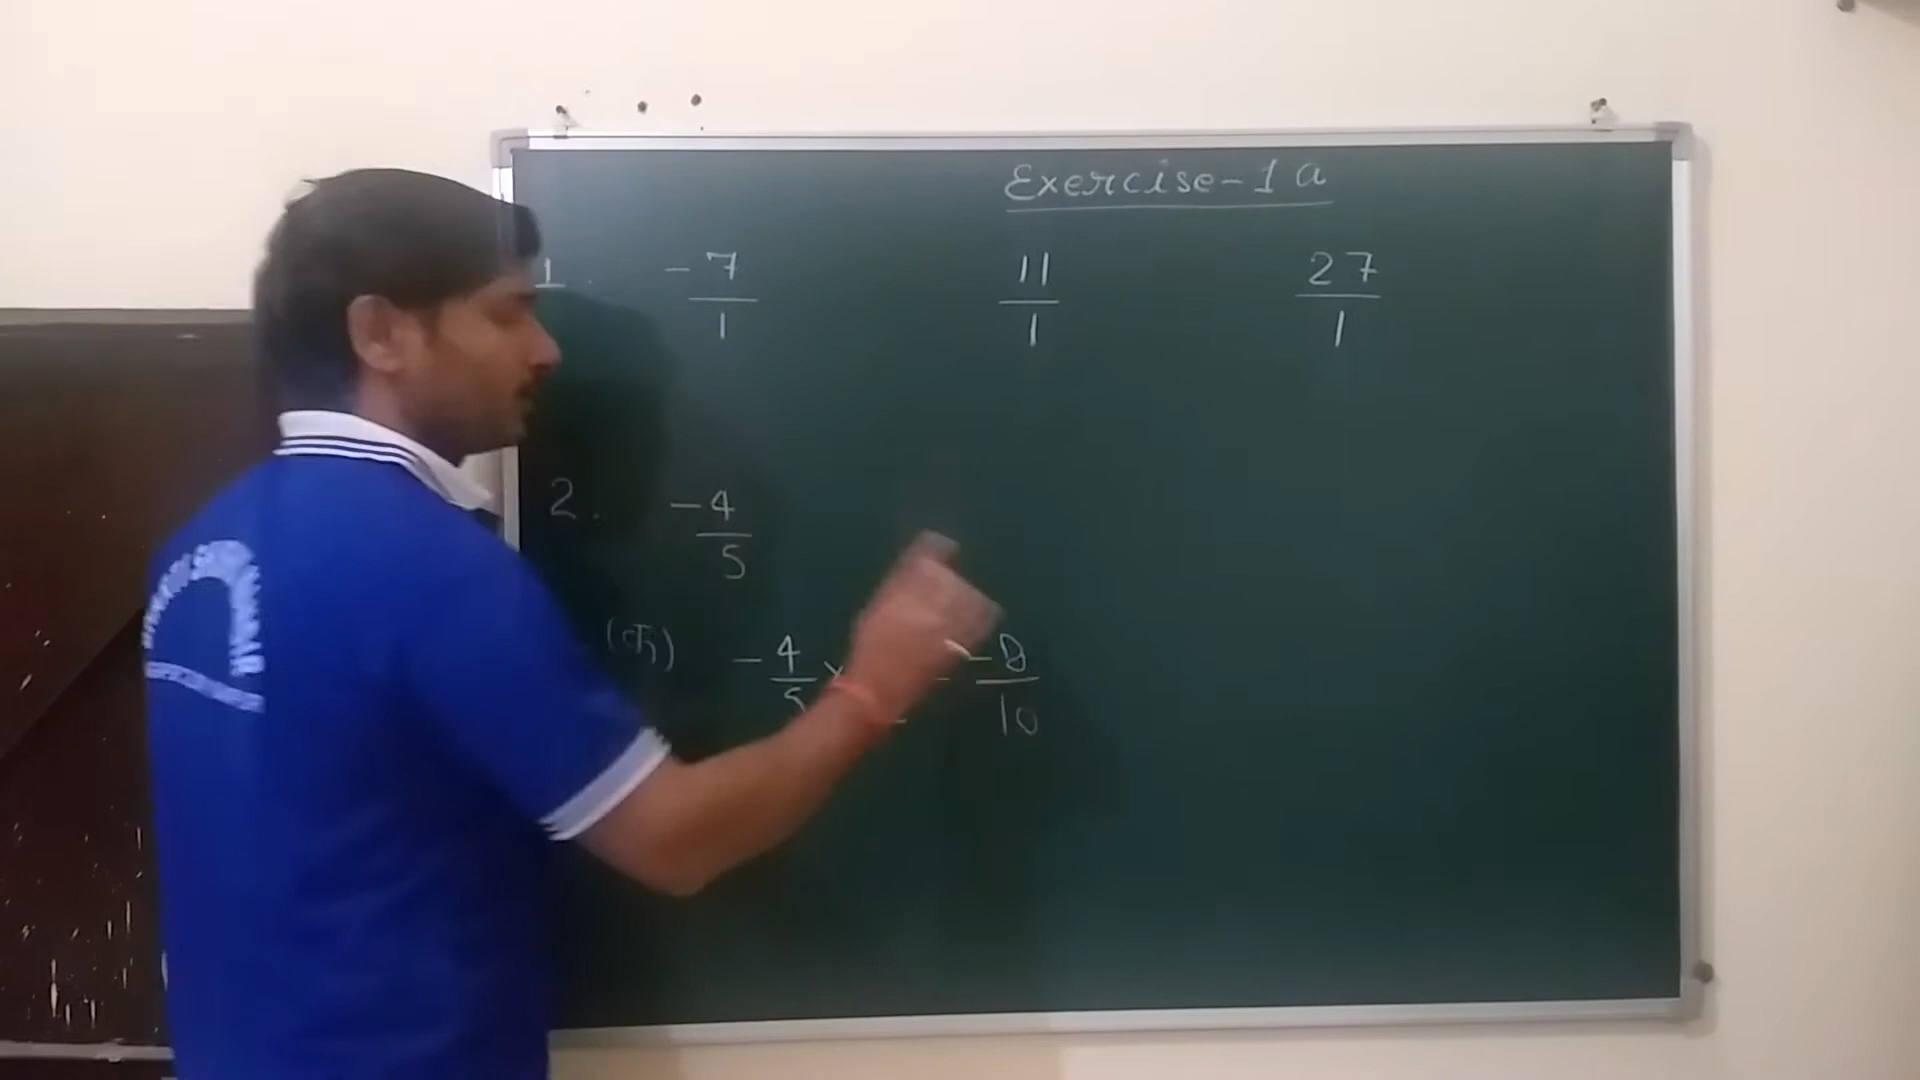 Exercise-1a
1. -7/1 11/1 27/1
2. -4/5
(क) -4/5 × = -8/10